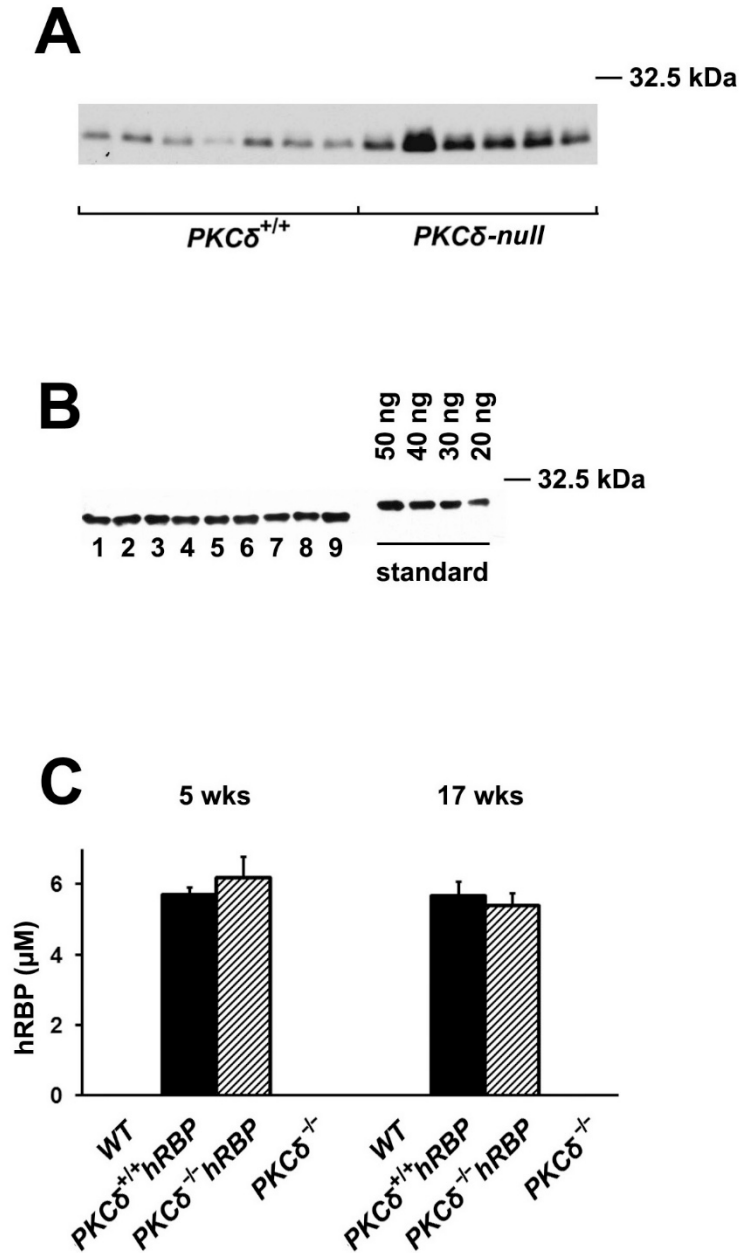 A
32.5 kDa
PKCδ+/+ PKCδ-null
B
50 ng 40 ng 30 ng 20 ng
32.5 kDa
1 2 3 4 5 6 7 8 9
standard
C
5 wks 17 wks
hRBP (µM)
6
4
2
0
WT PKCδ+/+hRBP PKCδ-/-hRBP PKCδ-/- WT PKCδ+/+hRBP PKCδ-/-hRBP PKCδ-/-